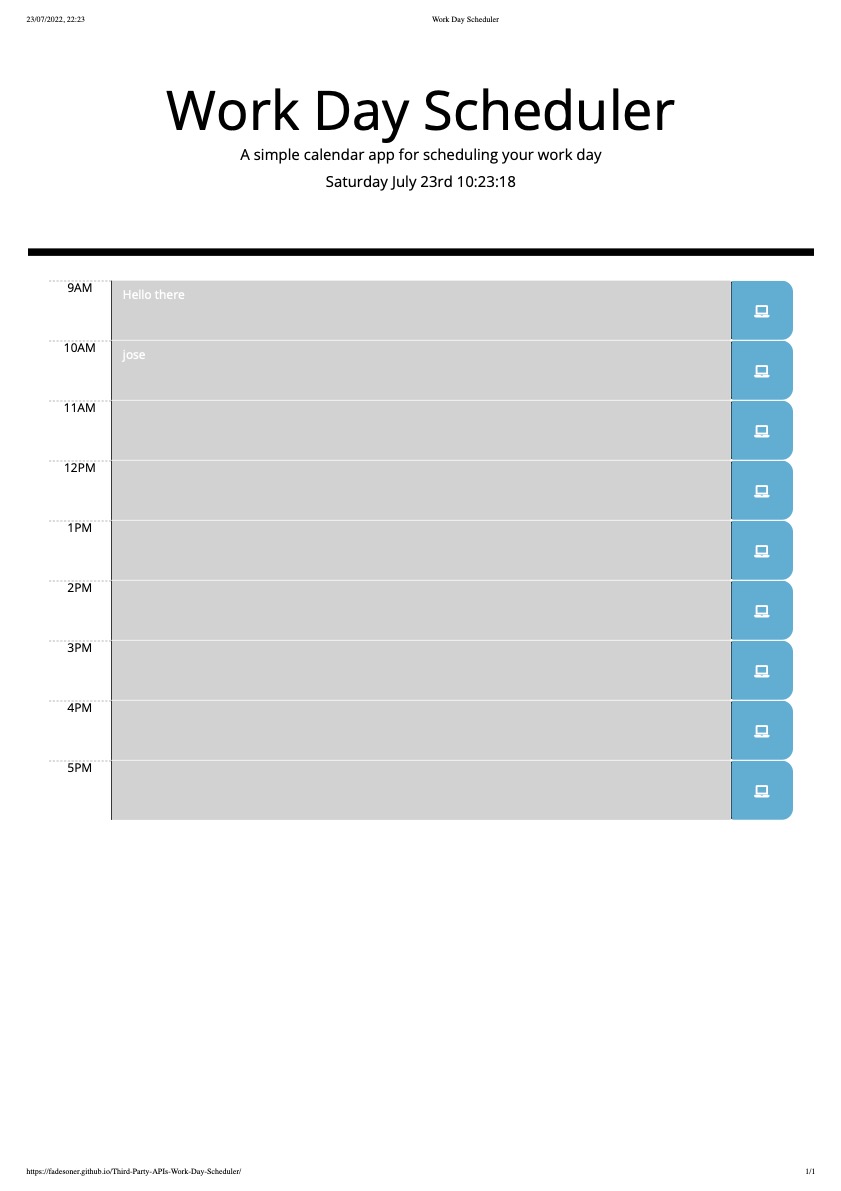 23/07/2022, 22:23 Work Day Scheduler
Work Day Scheduler
A simple calendar app for scheduling your work day
Saturday July 23rd 10:23:18
9AM Hello there
10AM jose
11AM
12PM
1PM
2PM
3PM
4PM
5PM
https://fadesoner.github.io/Third-Party-APIs-Work-Day-Scheduler/ 1/1